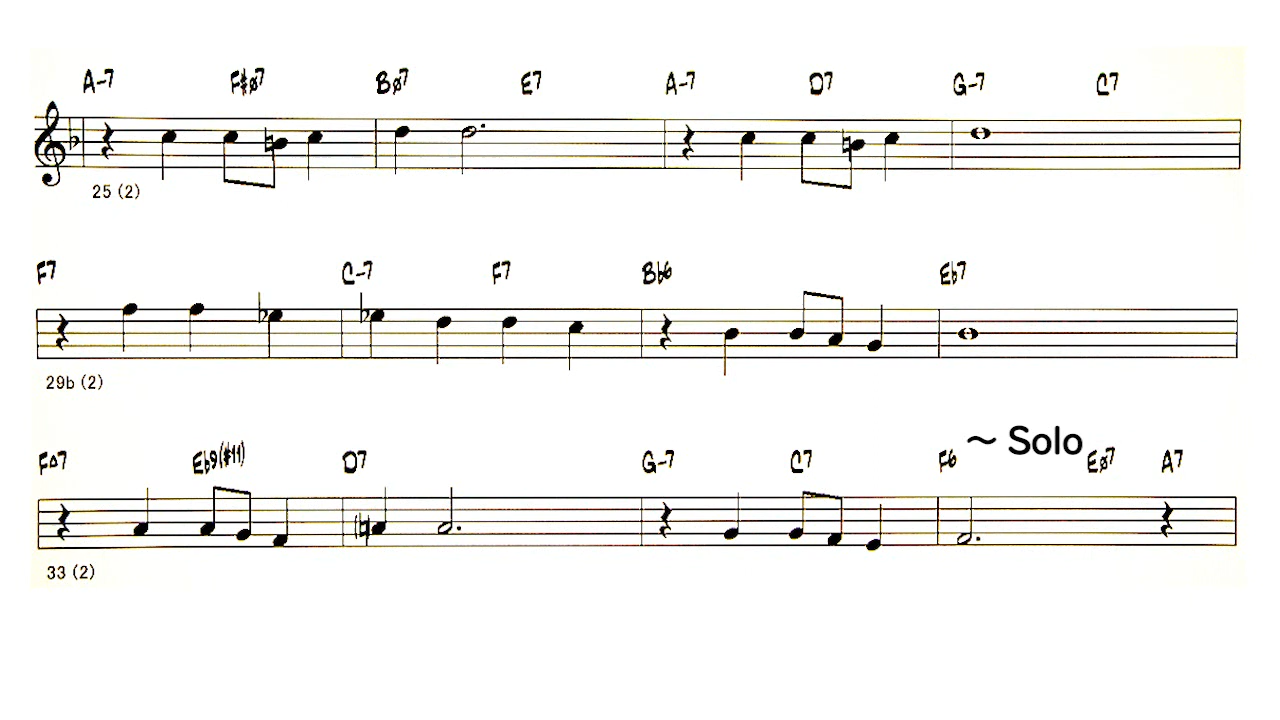 A-7 F#ø7 Bø7 E7 A-7 D7 G-7 C7
25 (2)
F7 C-7 F7 Bb6 Eb7
29b (2)
~ Solo
F△7 Eb9(#11) D7 G-7 C7 F6 Eø7 A7
33 (2)